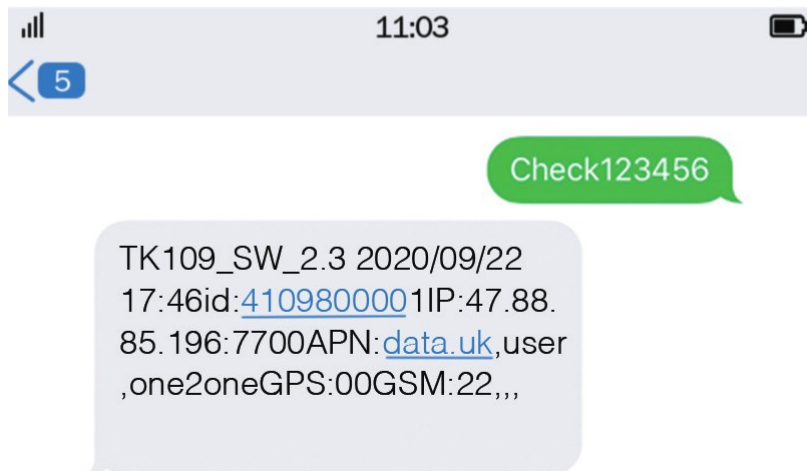 11:03
5
Check123456
TK109_SW_2.3 2020/09/22
17:46id:4109800001IP:47.88.
85.196:7700APN:data.uk,user
,one2oneGPS:00GSM:22,,,